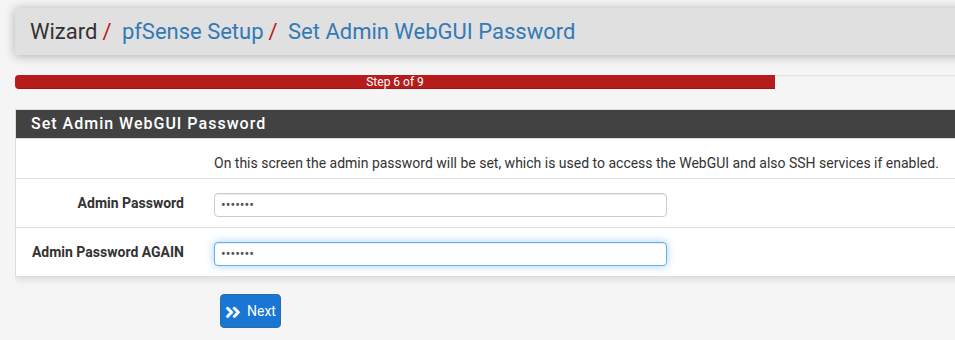 Wizard / pfSense Setup / Set Admin WebGUI Password
Step 6 of 9
Set Admin WebGUI Password
On this screen the admin password will be set, which is used to access the WebGUI and also SSH services if enabled.
Admin Password •••••••
Admin Password AGAIN •••••••
Next